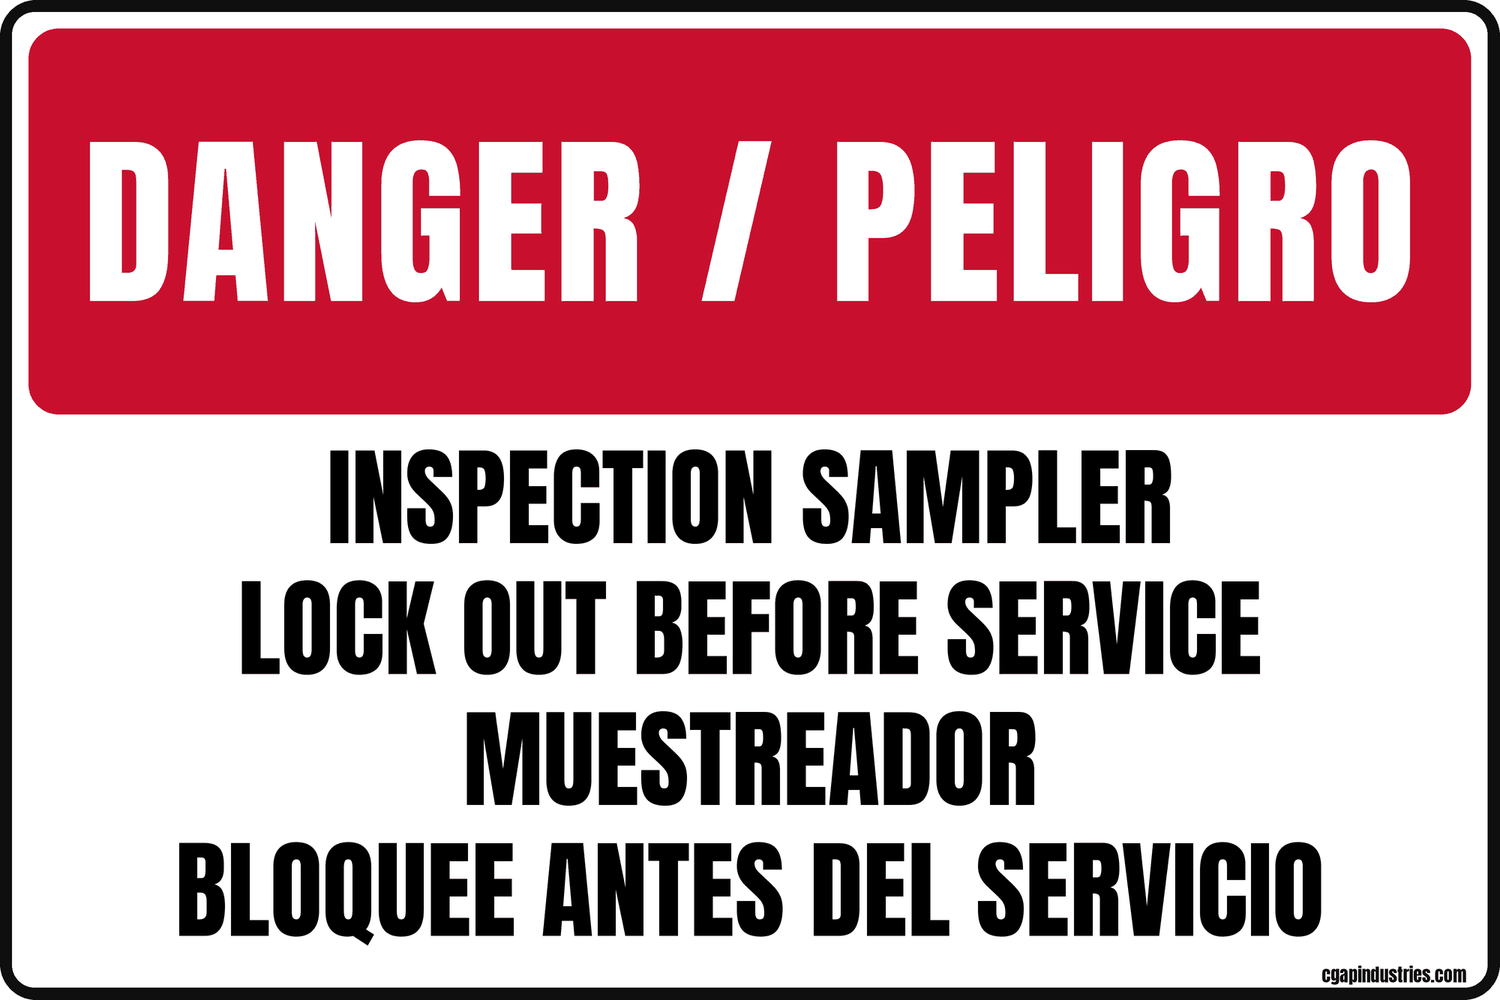 DANGER / PELIGRO
INSPECTION SAMPLER
LOCK OUT BEFORE SERVICE
MUESTREADOR
BLOQUEE ANTES DEL SERVICIO
cgapindustries.com